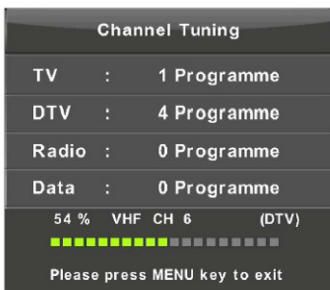 Channel Tuning
TV : 1 Programme
DTV : 4 Programme
Radio : 0 Programme
Data : 0 Programme
54 % VHF CH 6 (DTV)
Please press MENU key to exit